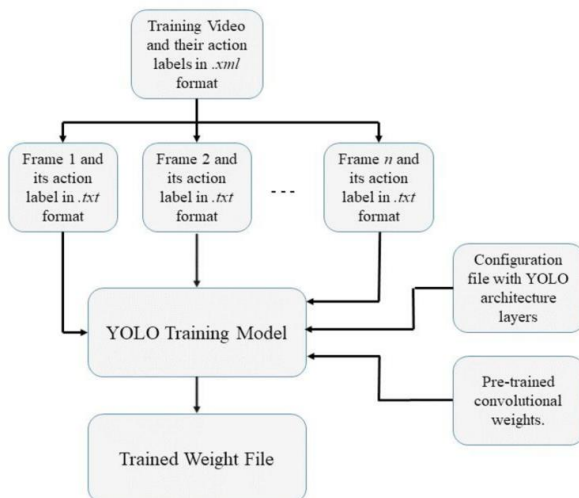 Training Video
and their action
labels in .xml
format
Frame 1 and
its action
label in .txt
format
Frame 2 and
its action
label in .txt
format
- - -
Frame n and
its action
label in .txt
format
Configuration
file with YOLO
architecture
layers
YOLO Training Model
Pre-trained
convolutional
weights.
Trained Weight File